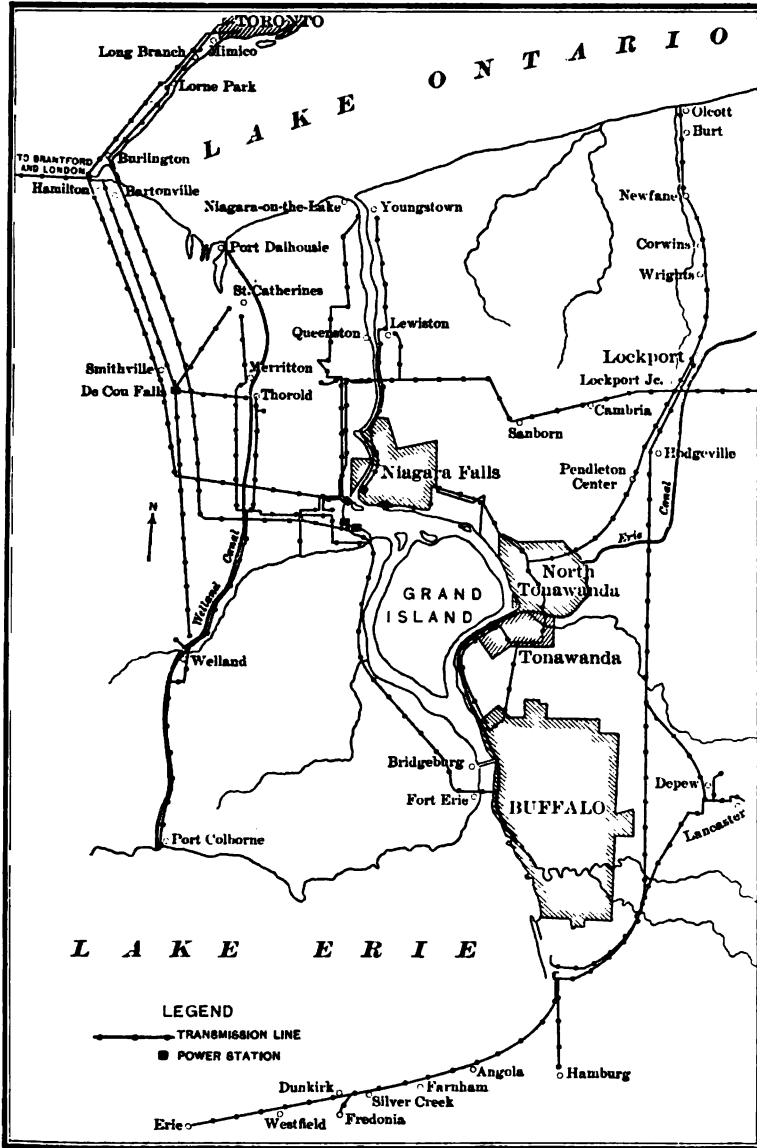 TORONTO
Long Branch
Mimico
Lorne Park
LAKE ONTARIO
TO BRANTFORD
AND LONDON
Burlington
Hamilton
Bartonville
Olcott
Burt
Niagara-on-the-Lake
Youngstown
Newfane
Port Dalhousie
Corwins
Wrights
St. Catherines
Queenston
Lewiston
Lockport
Smithville
Merritton
Lockport Jc.
De Cou Falls
Thorold
Cambria
Sanborn
Hodgeville
Niagara Falls
Pendleton
Center
N
Erie
Canal
Welland
Canal
GRAND
ISLAND
North
Tonawanda
Welland
Tonawanda
Bridgeburg
Fort Erie
BUFFALO
Depew
Lancaster
Port Colborne
LAKE ERIE
LEGEND
TRANSMISSION LINE
POWER STATION
Angola
Hamburg
Dunkirk
Farnham
Silver Creek
Westfield
Fredonia
Erie